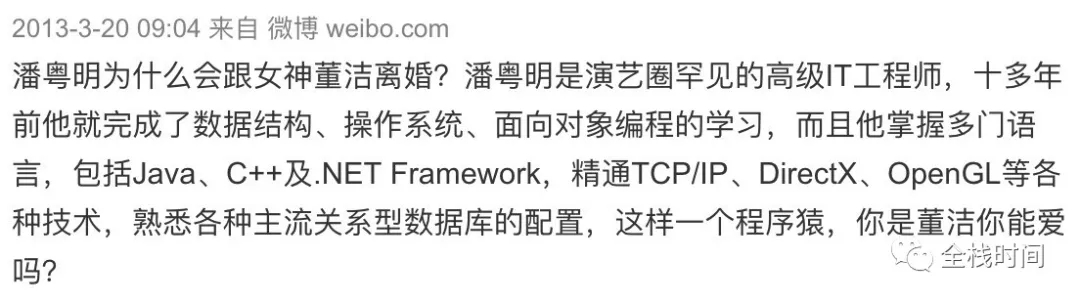 2013-3-20 09:04 来自 微博 weibo.com
潘粤明为什么会跟女神董洁离婚？潘粤明是演艺圈罕见的高级IT工程师，十多年
前他就完成了数据结构、操作系统、面向对象编程的学习，而且他掌握多门语
言，包括Java、C++及.NET Framework，精通TCP/IP、DirectX、OpenGL等各
种技术，熟悉各种主流关系型数据库的配置，这样一个程序猿，你是董洁你能爱
吗？
全栈时间